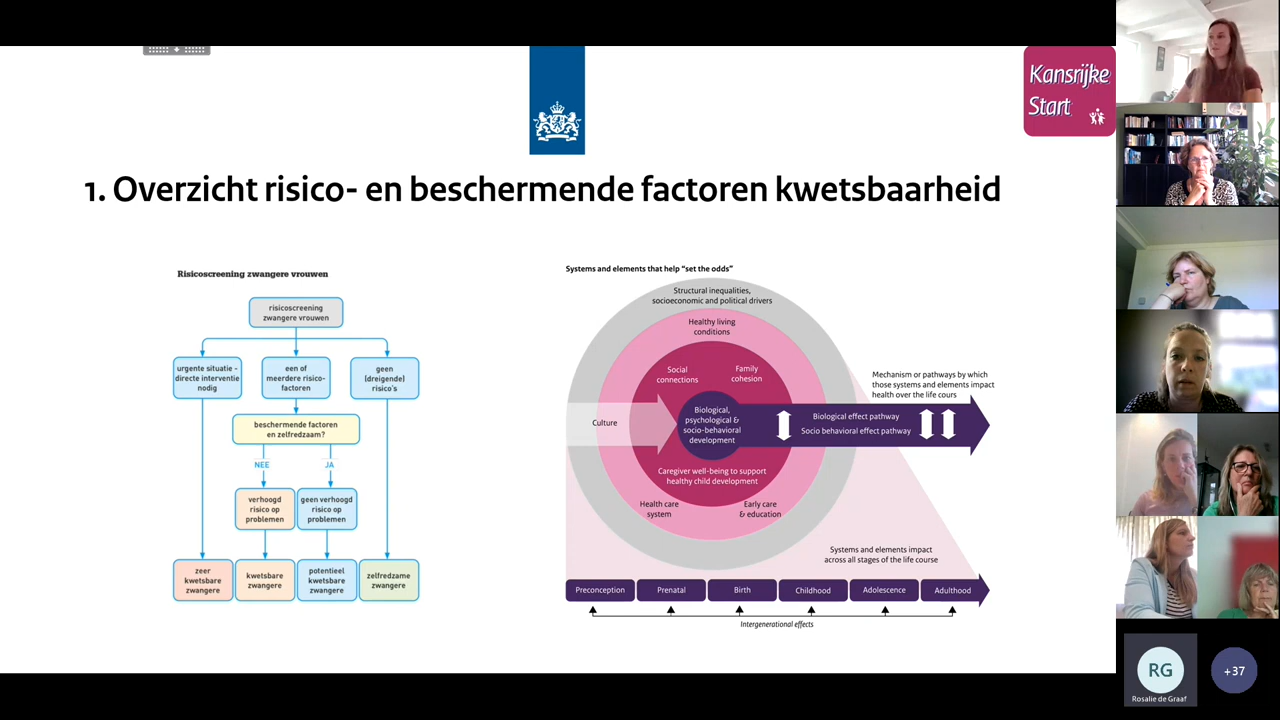 Kansrijke
Start
1. Overzicht risico- en beschermende factoren kwetsbaarheid
Risicoscreening zwangere vrouwen
risicoscreening
zwangere vrouwen
urgente situatie -
directe interventie
nodig
een of
meerdere risico-
factoren
geen
(dreigende)
risico's
beschermende factoren
en zelfredzaam?
NEE
JA
verhoogd
risico op
problemen
geen verhoogd
risico op
problemen
zeer
kwetsbare
zwangere
kwetsbare
zwangere
potentieel
kwetsbare
zwangere
zelfredzame
zwangere
Systems and elements that help “set the odds”
Structural inequalities,
socioeconomic and political drivers
Healthy living
conditions
Social
connections
Family
cohesion
Culture
Biological,
psychological &
socio-behavioral
development
Biological effect pathway
Socio behavioral effect pathway
Mechanism or pathways by which
those systems and elements impact
health over the life cours
Caregiver well-being to support
healthy child development
Health care
system
Early care
& education
Systems and elements impact
across all stages of the life course
Preconception
Prenatal
Birth
Childhood
Adolescence
Adulthood
Intergenerational effects
RG
Rosalie de Graaf
+37